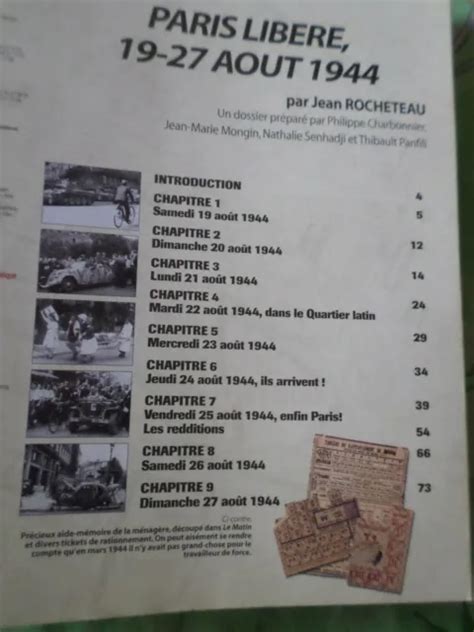 PARIS LIBERE,
19-27 AOUT 1944
par Jean ROCHETEAU
Un dossier préparé par Philippe Charbonnier,
Jean-Marie Mongin, Nathalie Senhadji et Thibault Panfili
INTRODUCTION 4
CHAPITRE 1
Samedi 19 août 1944 5
CHAPITRE 2
Dimanche 20 août 1944 12
CHAPITRE 3
Lundi 21 août 1944 14
CHAPITRE 4
Mardi 22 août 1944, dans le Quartier latin 24
CHAPITRE 5
Mercredi 23 août 1944 29
CHAPITRE 6
Jeudi 24 août 1944, ils arrivent ! 34
CHAPITRE 7
Vendredi 25 août 1944, enfin Paris! 39
Les redditions 54
CHAPITRE 8 66
Samedi 26 août 1944
CHAPITRE 9 73
Dimanche 27 août 1944
Ci-contre.
Précieux aide-mémoire de la ménagère, découpé dans Le Matin
et divers tickets de rationnement. On peut aisément se rendre
compte qu'en mars 1944 il n'y avait pas grand-chose pour le
travailleur de force.